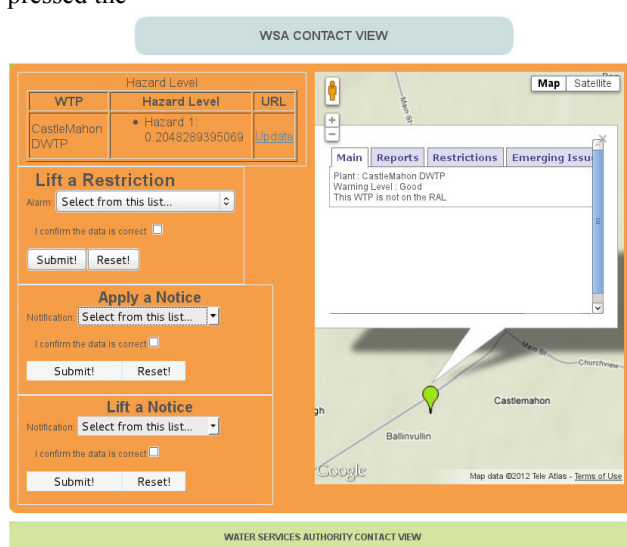 pressed the
WSA CONTACT VIEW
Hazard Level
WTP Hazard Level URL
CastleMahon DWTP
• Hazard 1:
0.2048289395069
Update
Lift a Restriction
Alarm: Select from this list...
I confirm the data is correct
Submit! Reset!
Apply a Notice
Notification: Select from this list...
I confirm the data is correct
Submit! Reset!
Lift a Notice
Notification: Select from this list...
I confirm the data is correct
Submit! Reset!
Map Satellite
Main St
Main Reports Restrictions Emerging Issu
Plant : CastleMahon DWTP
Warning Level : Good
This WTP is not on the RAL
Main St
Churchview
Castlemahon
gh
Ballinvullin
Google
Map data ©2012 Tele Atlas - Terms of Use
WATER SERVICES AUTHORITY CONTACT VIEW